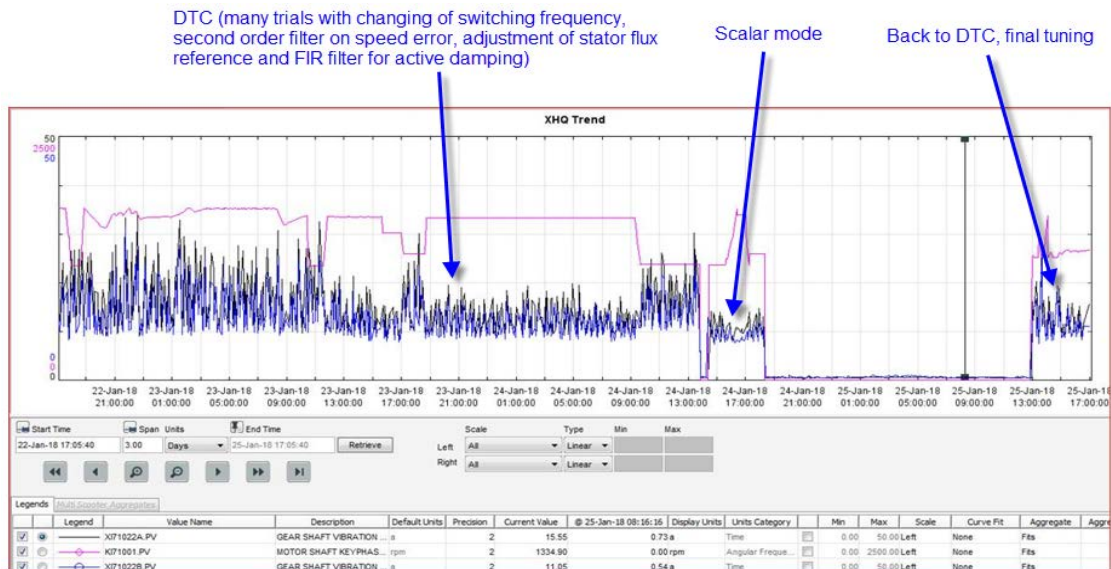 DTC (many trials with changing of switching frequency,
second order filter on speed error, adjustment of stator flux
reference and FIR filter for active damping)
Scalar mode
Back to DTC, final tuning
XHQ Trend
50
2500
50
0
0
0
22-Jan-18 23-Jan-18 23-Jan-18 23-Jan-18 23-Jan-18 23-Jan-18 23-Jan-18 24-Jan-18 24-Jan-18 24-Jan-18 24-Jan-18 24-Jan-18 24-Jan-18 25-Jan-18 25-Jan-18 25-Jan-18 25-Jan-18 25-Jan-18
21:00:00 01:00:00 05:00:00 09:00:00 13:00:00 17:00:00 21:00:00 01:00:00 05:00:00 09:00:00 13:00:00 17:00:00 21:00:00 01:00:00 05:00:00 09:00:00 13:00:00 17:00:00
Start Time Span Units End Time Scale Type Min Max
22-Jan-18 17:05:40 3.00 Days 25-Jan-18 17:05:40 Retrieve Left All Linear
Right All Linear
Legends Multi Scooter Aggregates
Legend Value Name Description Default Units Precision Current Value @ 25-Jan-18 08:16:16 Display Units Units Category Min Max Scale Curve Fit Aggregate Aggre
XI71022A.PV GEAR SHAFT VIBRATION ... a 2 15.55 0.73 a Time 0.00 50.00 Left None Fits
KI71001.PV MOTOR SHAFT KEYPHAS... rpm 2 1334.90 0.00 rpm Angular Freque... 0.00 2500.00 Left None Fits
XI71022B.PV GEAR SHAFT VIBRATION ... a 2 11.05 0.54 a Time 0.00 50.00 Left None Fits